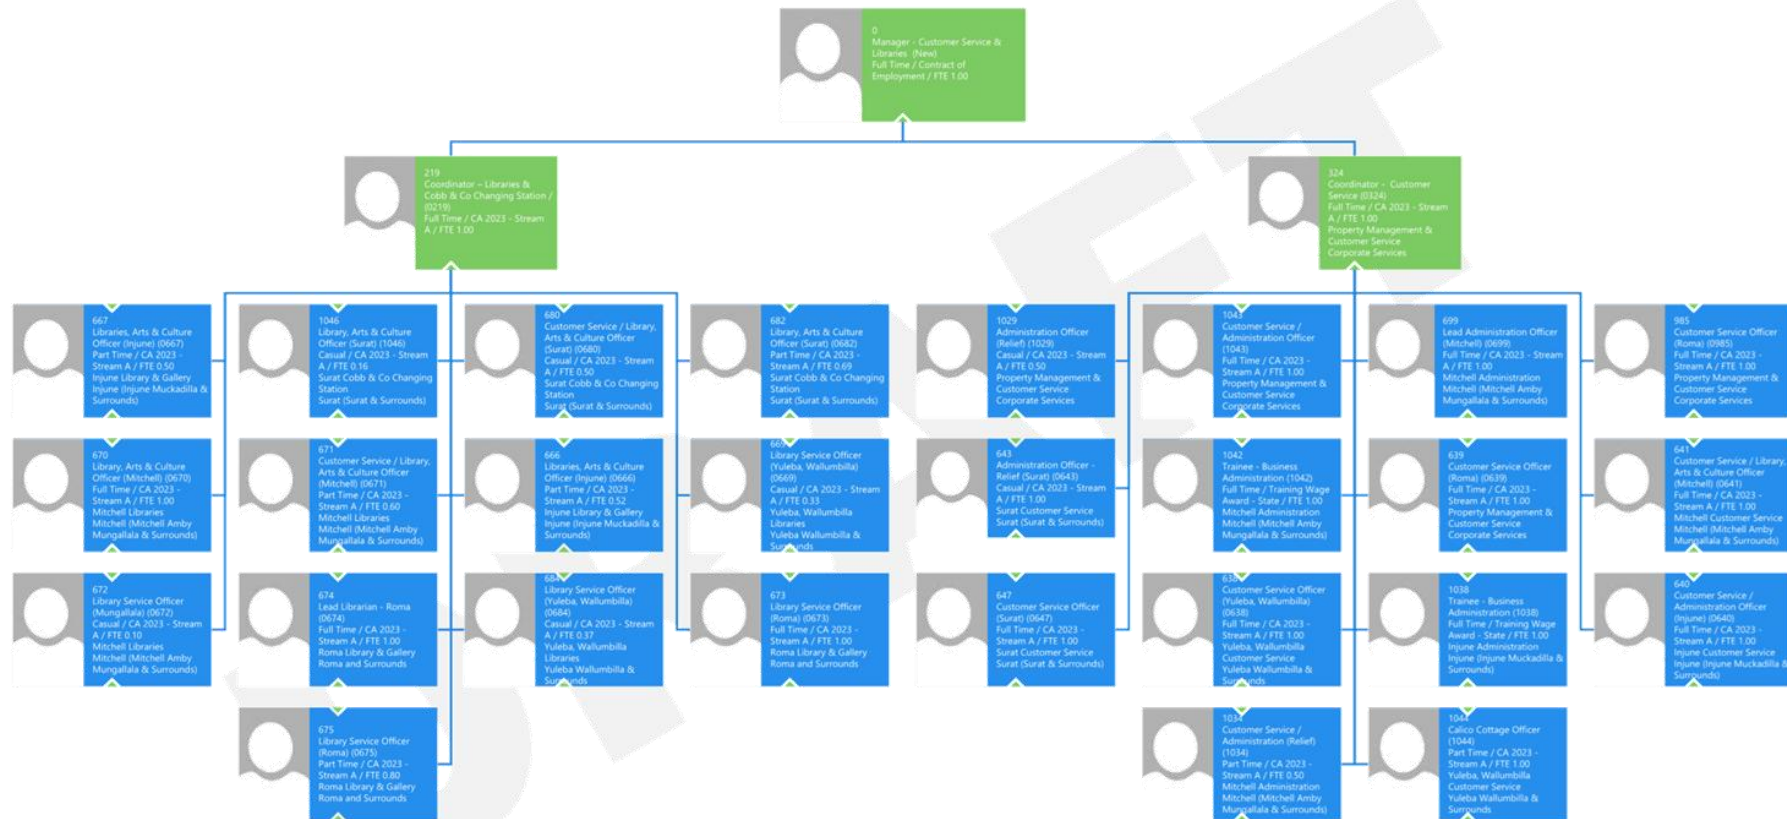 0
Manager - Customer Service &
Libraries (New)
Full Time / Contract of
Employment / FTE 1.00
219
Coordinator – Libraries &
Cobb & Co Changing Station /
(0219)
Full Time / CA 2023 - Stream
A / FTE 1.00
324
Coordinator - Customer
Service (0324)
Full Time / CA 2023 - Stream
A / FTE 1.00
Property Management &
Customer Service
Corporate Services
667
Libraries, Arts & Culture
Officer (Injune) (0667)
Part Time / CA 2023 -
Stream A / FTE 0.50
Injune Library & Gallery
Injune (Injune Muckadilla &
Surrounds)
1046
Library, Arts & Culture
Officer (Surat) (1046)
Casual / CA 2023 - Stream
A / FTE 0.16
Surat Cobb & Co Changing
Station
Surat (Surat & Surrounds)
680
Customer Service / Library,
Arts & Culture Officer
(Surat) (0680)
Casual / CA 2023 - Stream
A / FTE 0.50
Surat Cobb & Co Changing
Station
Surat (Surat & Surrounds)
682
Library, Arts & Culture
Officer (Surat) (0682)
Part Time / CA 2023 -
Stream A / FTE 0.69
Surat Cobb & Co Changing
Station
Surat (Surat & Surrounds)
1029
Administration Officer
(Relief) (1029)
Casual / CA 2023 - Stream
A / FTE 0.50
Property Management &
Customer Service
Corporate Services
1043
Customer Service /
Administration Officer
(1043)
Full Time / CA 2023 -
Stream A / FTE 1.00
Property Management &
Customer Service
Corporate Services
699
Lead Administration Officer
(Mitchell) (0699)
Full Time / CA 2023 - Stream
A / FTE 1.00
Mitchell Administration
Mitchell (Mitchell Amby
Mungallala & Surrounds)
985
Customer Service Officer
(Roma) (0985)
Full Time / CA 2023 -
Stream A / FTE 1.00
Property Management &
Customer Service
Corporate Services
670
Library, Arts & Culture
Officer (Mitchell) (0670)
Full Time / CA 2023 -
Stream A / FTE 1.00
Mitchell Libraries
Mitchell (Mitchell Amby
Mungallala & Surrounds)
671
Customer Service / Library,
Arts & Culture Officer
(Mitchell) (0671)
Part Time / CA 2023 -
Stream A / FTE 0.60
Mitchell Libraries
Mitchell (Mitchell Amby
Mungallala & Surrounds)
666
Libraries, Arts & Culture
Officer (Injune) (0666)
Part Time / CA 2023 -
Stream A / FTE 0.52
Injune Library & Gallery
Injune (Injune Muckadilla &
Surrounds)
669
Library Service Officer
(Yuleba, Wallumbilla)
(0669)
Casual / CA 2023 - Stream
A / FTE 0.33
Yuleba, Wallumbilla
Libraries
Yuleba Wallumbilla &
Surrounds
643
Administration Officer -
Relief (Surat) (0643)
Casual / CA 2023 - Stream
A / FTE 1.00
Surat Customer Service
Surat (Surat & Surrounds)
1042
Trainee - Business
Administration (1042)
Full Time / Training Wage
Award - State / FTE 1.00
Mitchell Administration
Mitchell (Mitchell Amby
Mungallala & Surrounds)
639
Customer Service Officer
(Roma) (0639)
Full Time / CA 2023 -
Stream A / FTE 1.00
Property Management &
Customer Service
Corporate Services
641
Customer Service / Library,
Arts & Culture Officer
(Mitchell) (0641)
Full Time / CA 2023 -
Stream A / FTE 1.00
Mitchell Customer Service
Mitchell (Mitchell Amby
Mungallala & Surrounds)
672
Library Service Officer
(Mungallala) (0672)
Casual / CA 2023 - Stream
A / FTE 0.10
Mitchell Libraries
Mitchell (Mitchell Amby
Mungallala & Surrounds)
674
Lead Librarian - Roma
(0674)
Full Time / CA 2023 -
Stream A / FTE 1.00
Roma Library & Gallery
Roma and Surrounds
684
Library Service Officer
(Yuleba, Wallumbilla)
(0684)
Casual / CA 2023 - Stream
A / FTE 0.37
Yuleba, Wallumbilla
Libraries
Yuleba Wallumbilla &
Surrounds
673
Library Service Officer
(Roma) (0673)
Full Time / CA 2023 -
Stream A / FTE 1.00
Roma Library & Gallery
Roma and Surrounds
647
Customer Service Officer
(Surat) (0647)
Full Time / CA 2023 -
Stream A / FTE 1.00
Surat Customer Service
Surat (Surat & Surrounds)
638
Customer Service Officer
(Yuleba, Wallumbilla)
(0638)
Full Time / CA 2023 -
Stream A / FTE 1.00
Yuleba, Wallumbilla
Customer Service
Yuleba Wallumbilla &
Surrounds
1038
Trainee - Business
Administration (1038)
Full Time / Training Wage
Award - State / FTE 1.00
Injune Administration
Injune (Injune Muckadilla &
Surrounds)
640
Customer Service /
Administration Officer
(Injune) (0640)
Full Time / CA 2023 -
Stream A / FTE 1.00
Injune Customer Service
Injune (Injune Muckadilla &
Surrounds)
675
Library Service Officer
(Roma) (0675)
Part Time / CA 2023 -
Stream A / FTE 0.80
Roma Library & Gallery
Roma and Surrounds
1034
Customer Service /
Administration (Relief)
(1034)
Part Time / CA 2023 -
Stream A / FTE 0.50
Mitchell Administration
Mitchell (Mitchell Amby
Mungallala & Surrounds)
1044
Calico Cottage Officer
(1044)
Part Time / CA 2023 -
Stream A / FTE 1.00
Yuleba, Wallumbilla
Customer Service
Yuleba Wallumbilla &
Surrounds
DRAFT